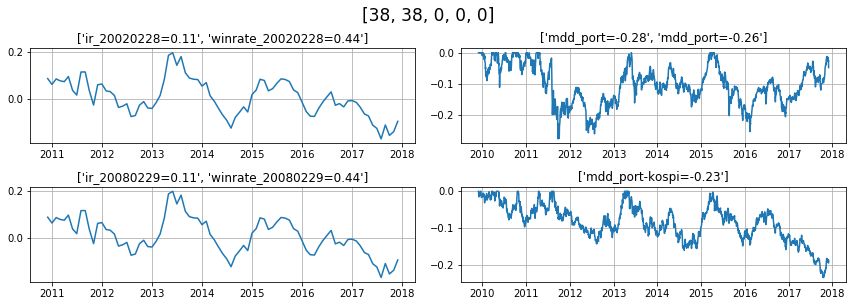 [38, 38, 0, 0, 0]
['ir_20020228=0.11', 'winrate_20020228=0.44']
0.2
0.0
2011 2012 2013 2014 2015 2016 2017 2018
['mdd_port=-0.28', 'mdd_port=-0.26']
0.0
−0.1
−0.2
2010 2011 2012 2013 2014 2015 2016 2017 2018
['ir_20080229=0.11', 'winrate_20080229=0.44']
0.2
0.0
2011 2012 2013 2014 2015 2016 2017 2018
['mdd_port-kospi=-0.23']
0.0
−0.1
−0.2
2010 2011 2012 2013 2014 2015 2016 2017 2018